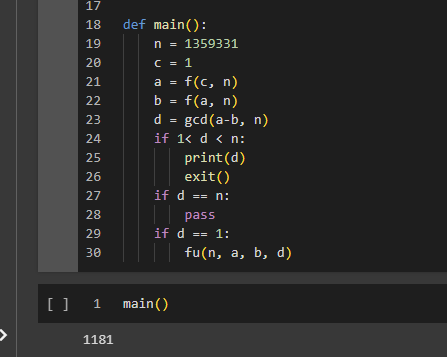 17
18 def main():
19 n = 1359331
20 c = 1
21 a = f(c, n)
22 b = f(a, n)
23 d = gcd(a-b, n)
24 if 1< d < n:
25 print(d)
26 exit()
27 if d == n:
28 pass
29 if d == 1:
30 fu(n, a, b, d)
[ ] 1 main()
1181